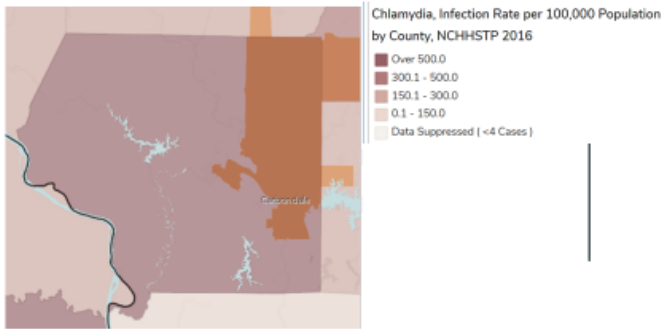 Chlamydia, Infection Rate per 100,000 Population
by County, NCHHSTP 2016
Over 500.0
300.1 - 500.0
150.1 - 300.0
0.1 - 150.0
Data Suppressed ( <4 Cases )
Carbondale